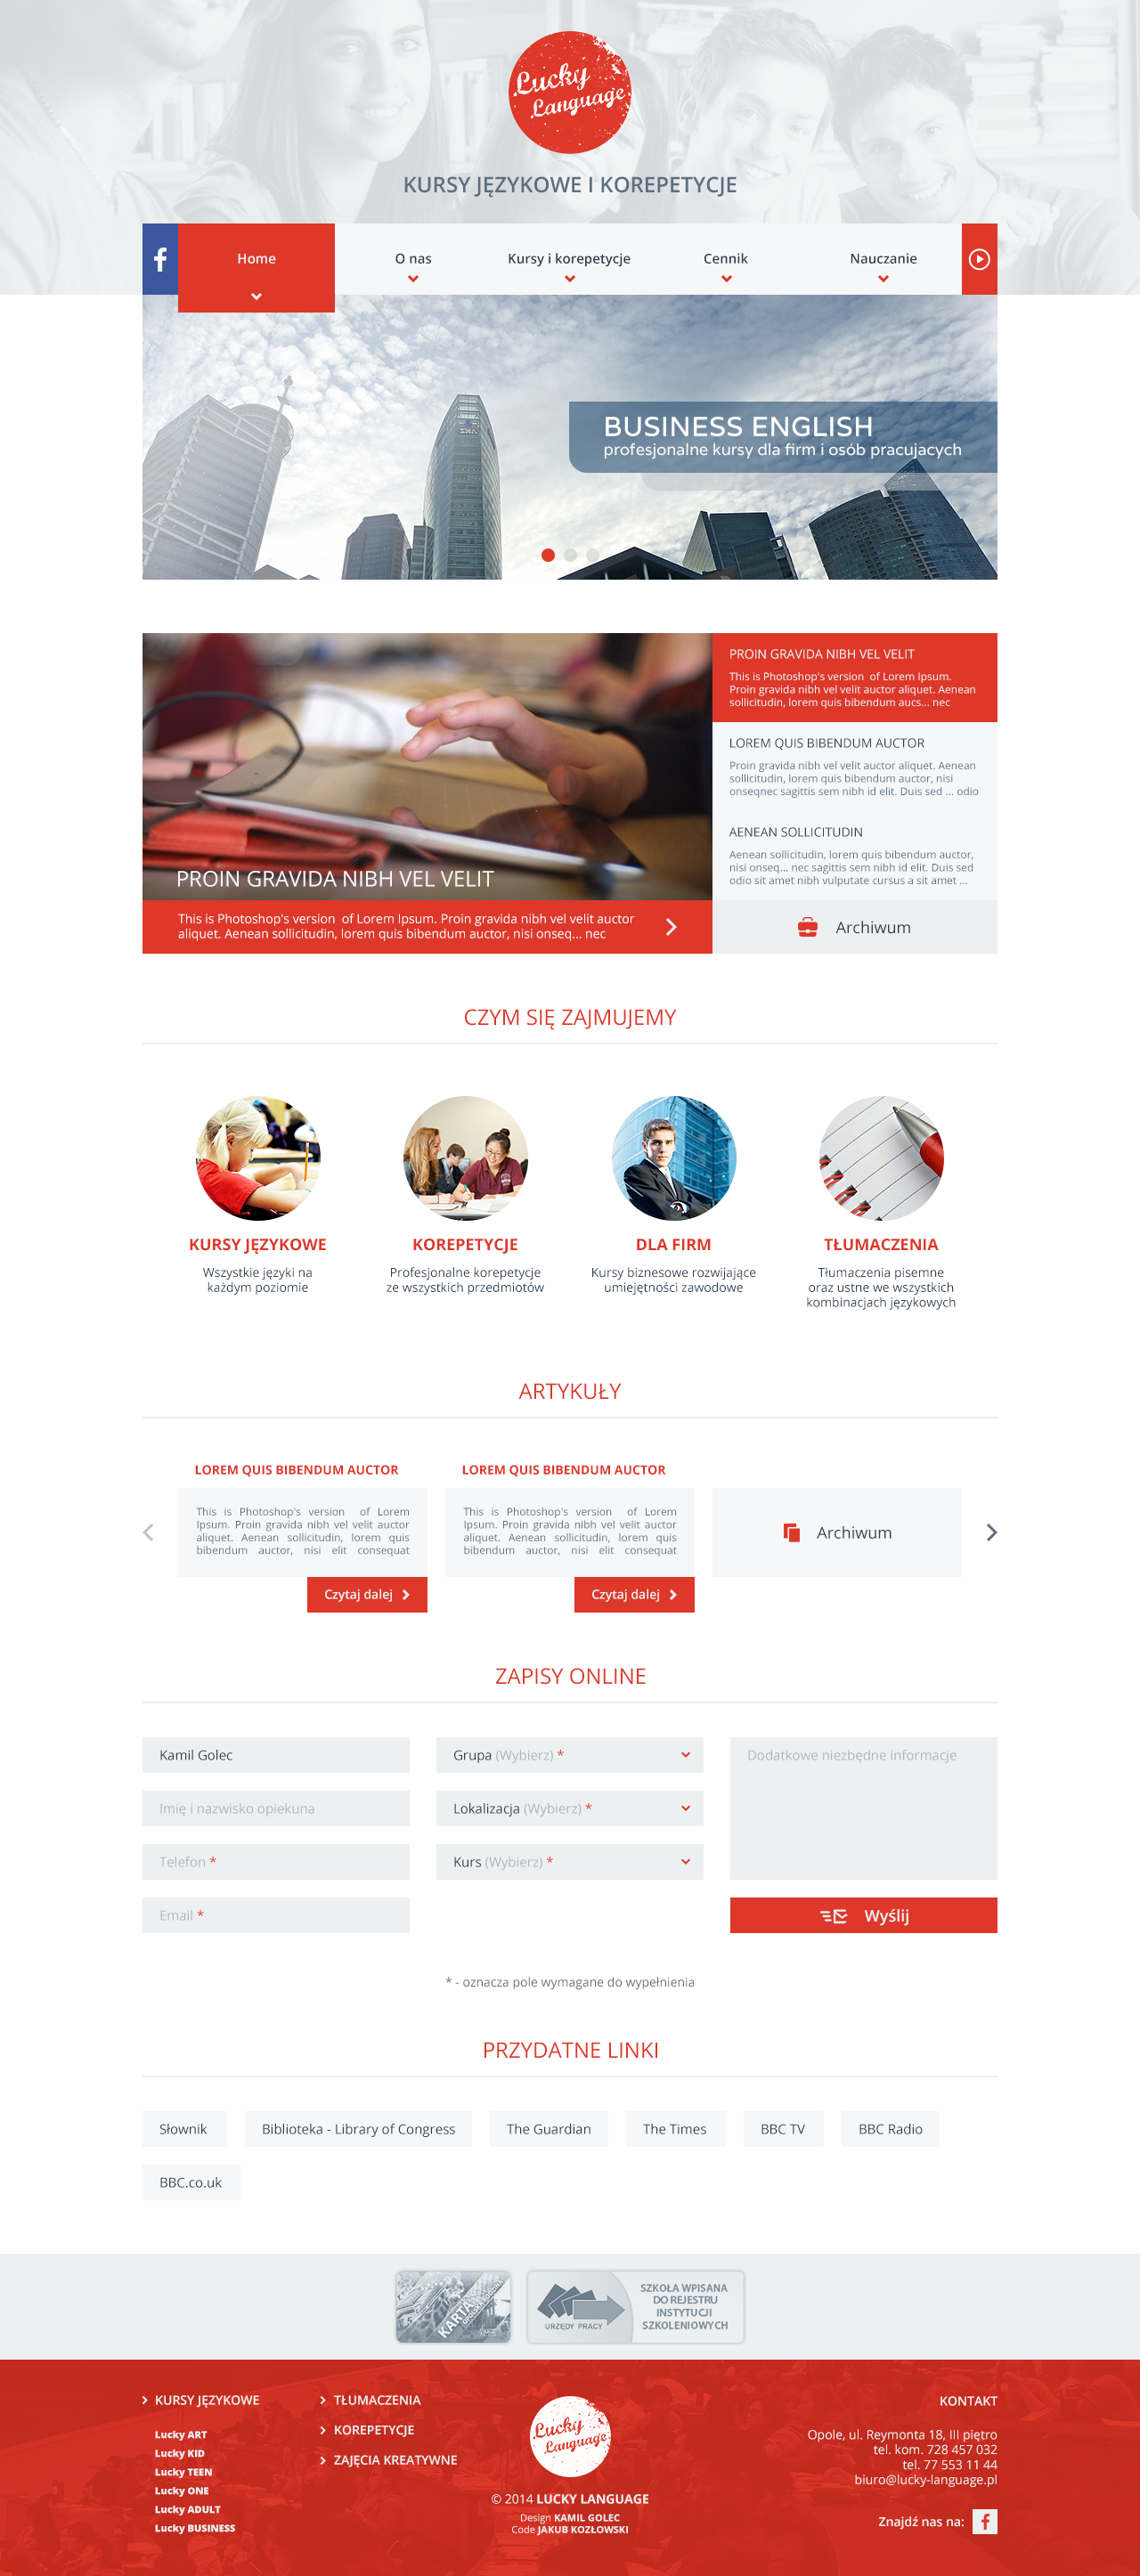 Lucky
Language
KURSY JĘZYKOWE I KOREPETYCJE
Home
O nas
Kursy i korepetycje
Cennik
Nauczanie
BUSINESS ENGLISH
profesjonalne kursy dla firm i osób pracujacych
PROIN GRAVIDA NIBH VEL VELIT
This is Photoshop's version of Lorem Ipsum. Proin gravida nibh vel velit auctor
aliquet. Aenean sollicitudin, lorem quis bibendum auctor, nisi onseq... nec
PROIN GRAVIDA NIBH VEL VELIT
This is Photoshop's version of Lorem Ipsum.
Proin gravida nibh vel velit auctor aliquet. Aenean
sollicitudin, lorem quis bibendum aucs... nec
LOREM QUIS BIBENDUM AUCTOR
Proin gravida nibh vel velit auctor aliquet. Aenean
sollicitudin, lorem quis bibendum auctor, nisi
onseqnec sagittis sem nibh id elit. Duis sed ... odio
AENEAN SOLLICITUDIN
Aenean sollicitudin, lorem quis bibendum auctor,
nisi onseq... nec sagittis sem nibh id elit. Duis sed
odio sit amet nibh vulputate cursus a sit amet ...
Archiwum
CZYM SIĘ ZAJMUJEMY
KURSY JĘZYKOWE
Wszystkie języki na
każdym poziomie
KOREPETYCJE
Profesjonalne korepetycje
ze wszystkich przedmiotów
DLA FIRM
Kursy biznesowe rozwijające
umiejętności zawodowe
TŁUMACZENIA
Tłumaczenia pisemne
oraz ustne we wszystkich
kombinacjach językowych
ARTYKUŁY
LOREM QUIS BIBENDUM AUCTOR
This is Photoshop's version of Lorem
Ipsum. Proin gravida nibh vel velit auctor
aliquet. Aenean sollicitudin, lorem quis
bibendum auctor, nisi elit consequat
Czytaj dalej
LOREM QUIS BIBENDUM AUCTOR
This is Photoshop's version of Lorem
Ipsum. Proin gravida nibh vel velit auctor
aliquet. Aenean sollicitudin, lorem quis
bibendum auctor, nisi elit consequat
Czytaj dalej
Archiwum
ZAPISY ONLINE
Kamil Golec
Imię i nazwisko opiekuna
Telefon *
Email *
Grupa (Wybierz) *
Lokalizacja (Wybierz) *
Kurs (Wybierz) *
Dodatkowe niezbędne informacje
Wyślij
* - oznacza pole wymagane do wypełnienia
PRZYDATNE LINKI
Słownik
Biblioteka - Library of Congress
The Guardian
The Times
BBC TV
BBC Radio
BBC.co.uk
KARTA
URZĘDY PRACY
SZKOŁA WPISANA
DO REJESTRU
INSTYTUCJI
SZKOLENIOWYCH
KURSY JĘZYKOWE
Lucky ART
Lucky KID
Lucky TEEN
Lucky ONE
Lucky ADULT
Lucky BUSINESS
TŁUMACZENIA
KOREPETYCJE
ZAJĘCIA KREATYWNE
Lucky
Language
© 2014 LUCKY LANGUAGE
Design KAMIL GOLEC
Code JAKUB KOZŁOWSKI
KONTAKT
Opole, ul. Reymonta 18, III piętro
tel. kom. 728 457 032
tel. 77 553 11 44
biuro@lucky-language.pl
Znajdź nas na: